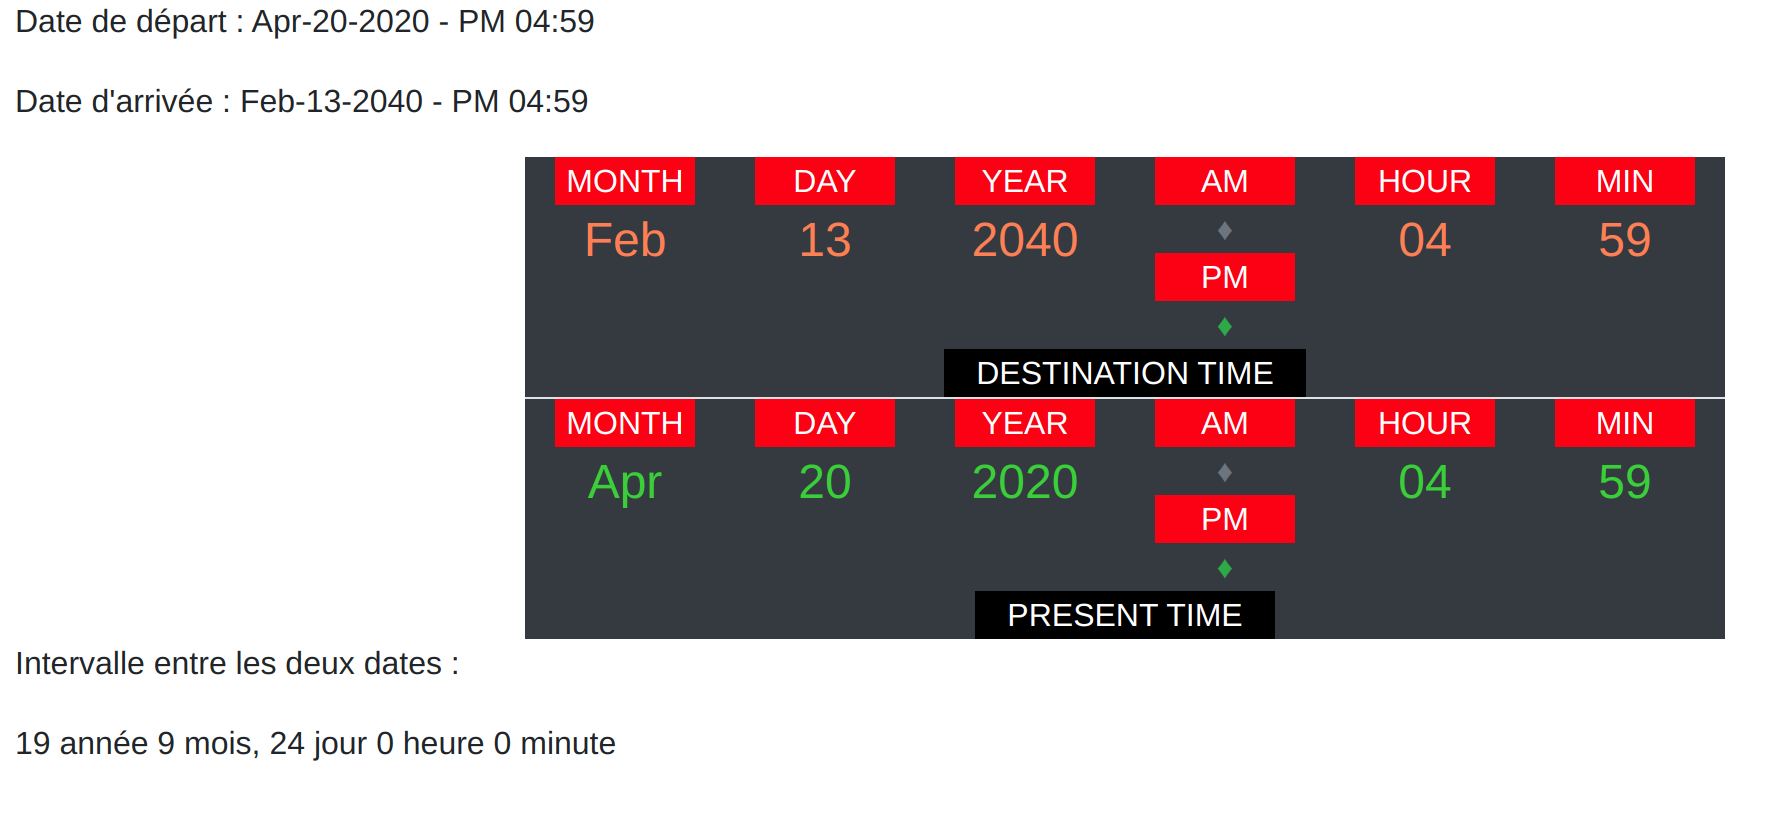 Date de départ : Apr-20-2020 - PM 04:59
Date d'arrivée : Feb-13-2040 - PM 04:59
MONTH DAY YEAR AM HOUR MIN
Feb 13 2040 04 59
PM
DESTINATION TIME
MONTH DAY YEAR AM HOUR MIN
Apr 20 2020 04 59
PM
PRESENT TIME
Intervalle entre les deux dates :
19 année 9 mois, 24 jour 0 heure 0 minute